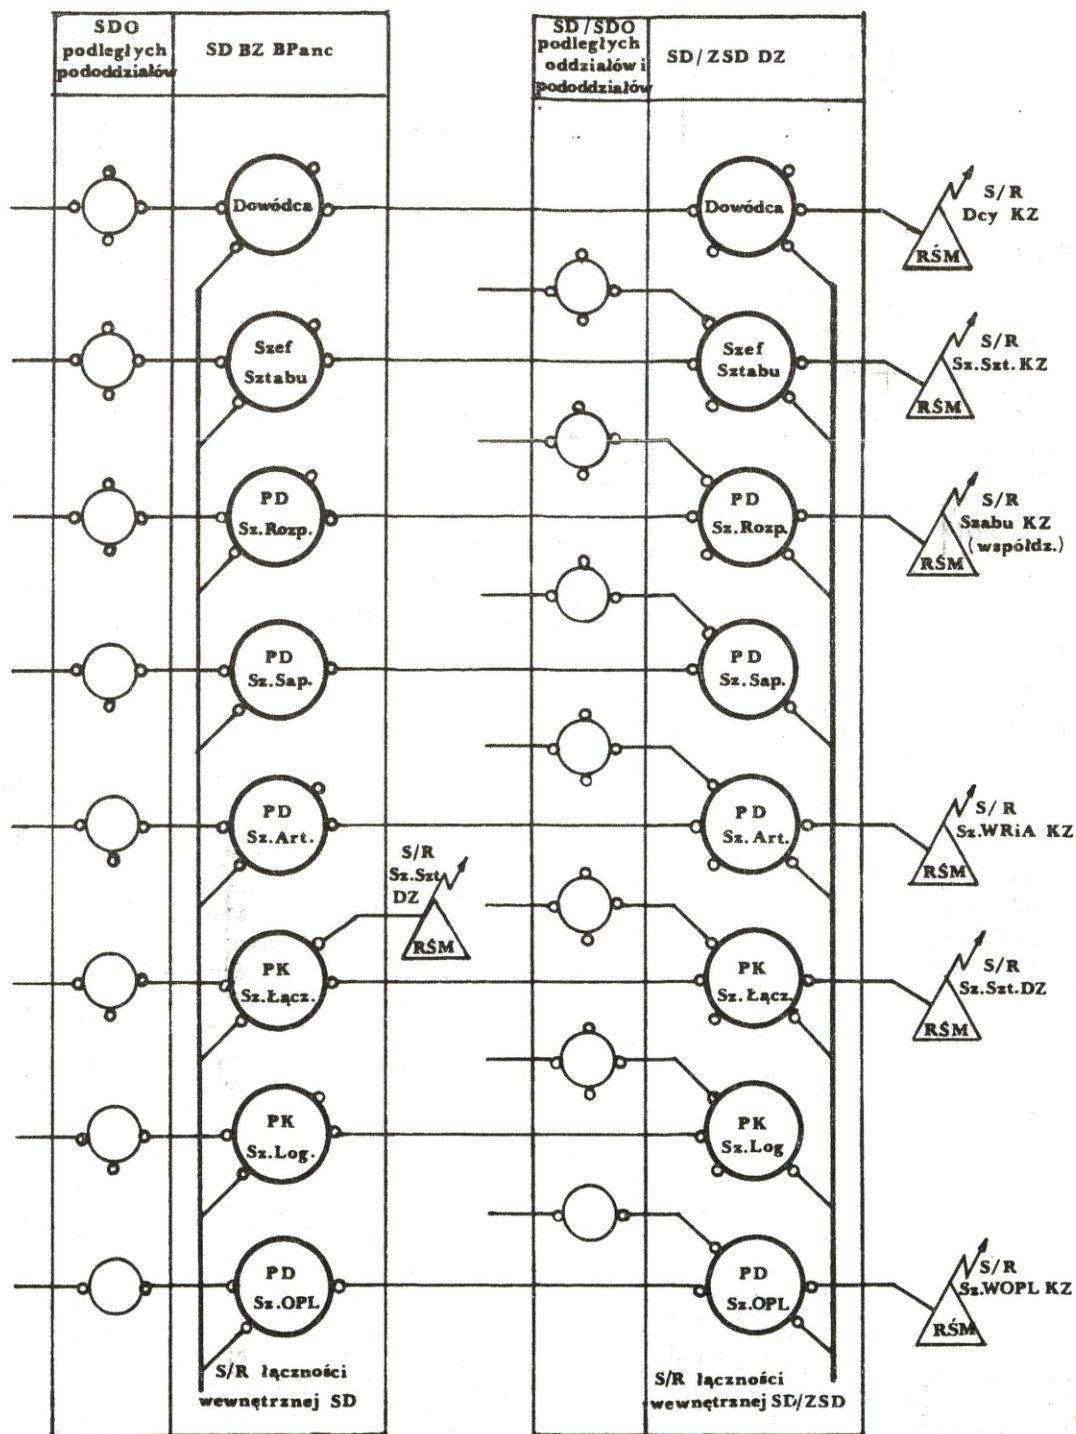 SDO
podległych
pododdziałów
SD BZ BPanc
SD/SDO
podległych
oddziałów i
pododdziałów
SD/ZSD DZ
Dowódca
Dowódca
S/R
Dcy KZ
RŚM
Szef
Sztabu
Szef
Sztabu
S/R
Sz.Szt.KZ
RŚM
PD
Sz.Rozp.
PD
Sz.Rozp.
S/R
Szabu KZ
(współdz.)
RŚM
PD
Sz.Sap.
PD
Sz.Sap.
PD
Sz.Art.
PD
Sz.Art.
S/R
Sz.WRiA KZ
RŚM
S/R
Sz.Szt
DZ
RŚM
PK
Sz.Łącz.
PK
Sz.Łącz.
S/R
Sz.Szt.DZ
RŚM
PK
Sz.Log.
PK
Sz.Log
PD
Sz.OPL
PD
Sz.OPL
S/R
Sz.WOPL KZ
RŚM
S/R łączności
wewnętrznej SD
S/R łączności
wewnętrznej SD/ZSD